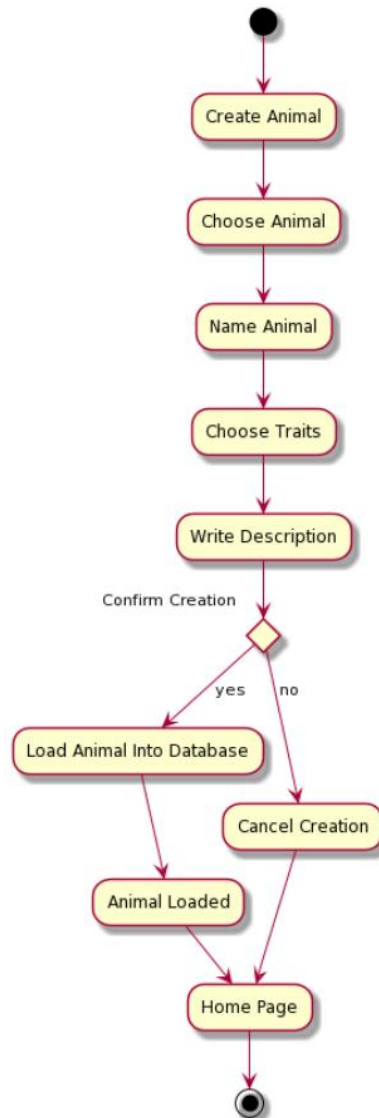 Create Animal
Choose Animal
Name Animal
Choose Traits
Write Description
Confirm Creation
yes
no
Load Animal Into Database
Cancel Creation
Animal Loaded
Home Page